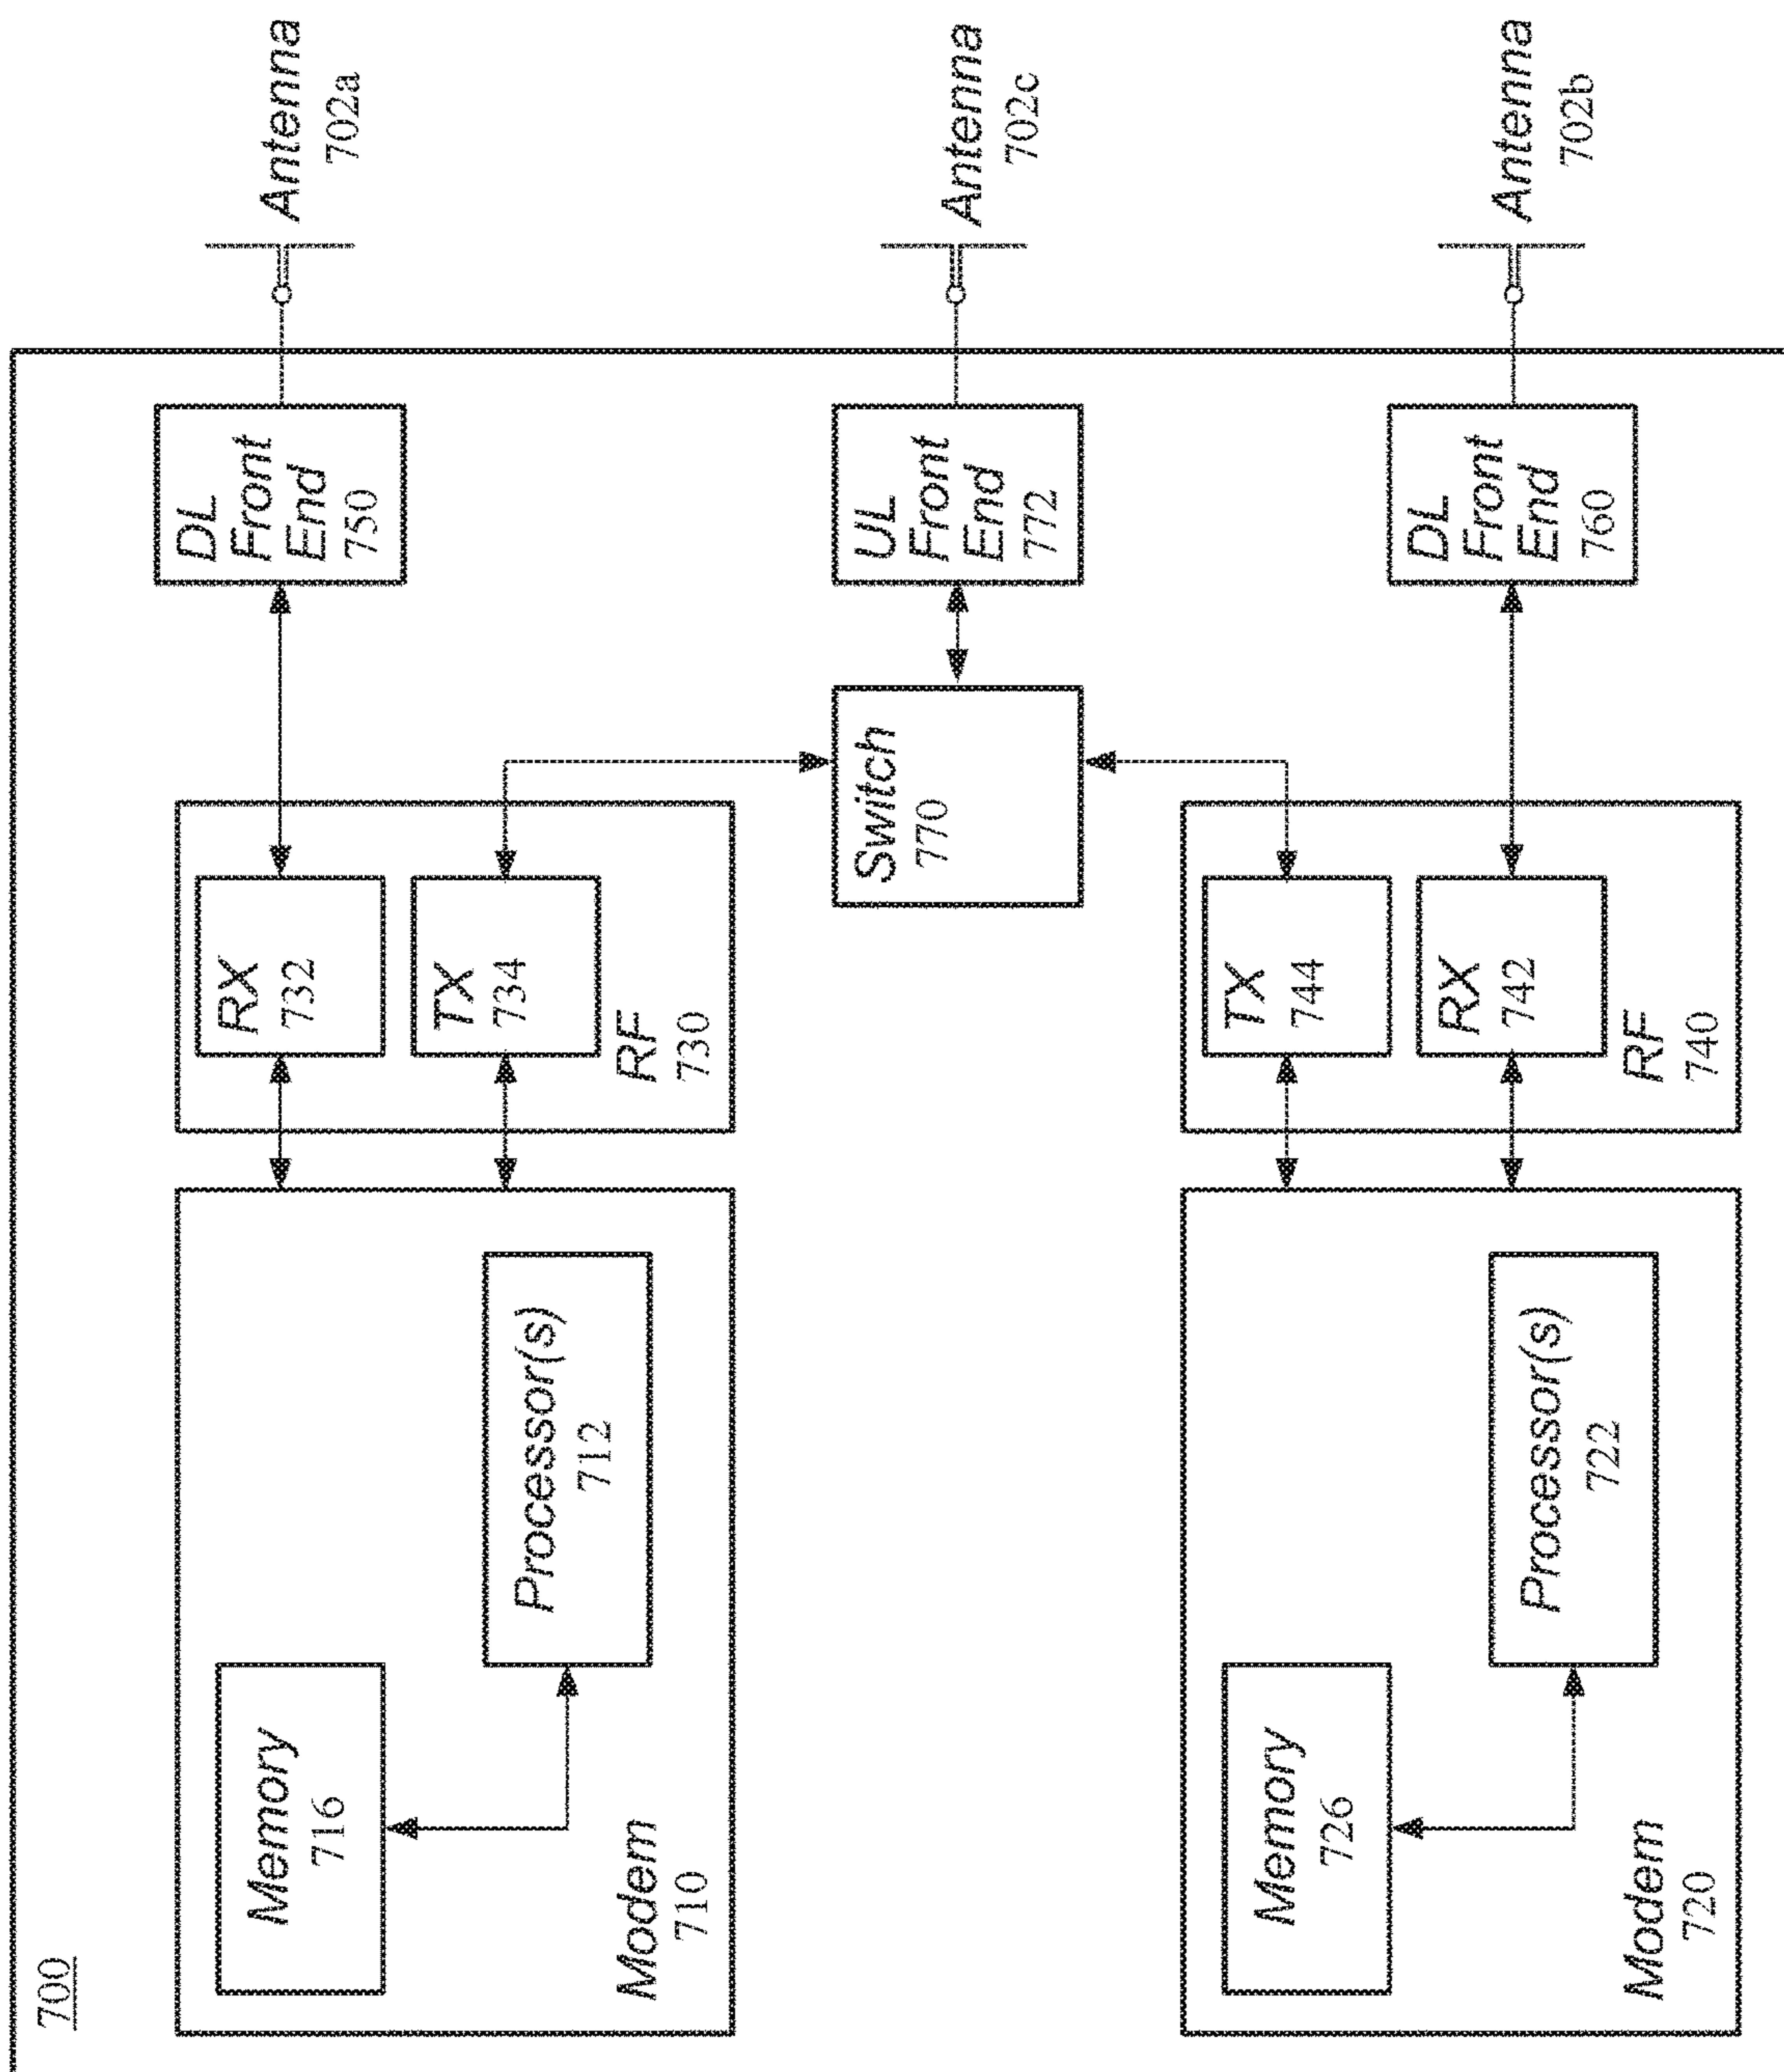 700
Memory
716
Processor(s)
712
Modem
710
RX
732
TX
734
RF
730
DL
Front
End
750
Antenna
702a
Switch
770
UL
Front
End
772
Antenna
702c
Memory
726
Processor(s)
722
Modem
720
TX
744
RX
742
RF
740
DL
Front
End
760
Antenna
702b